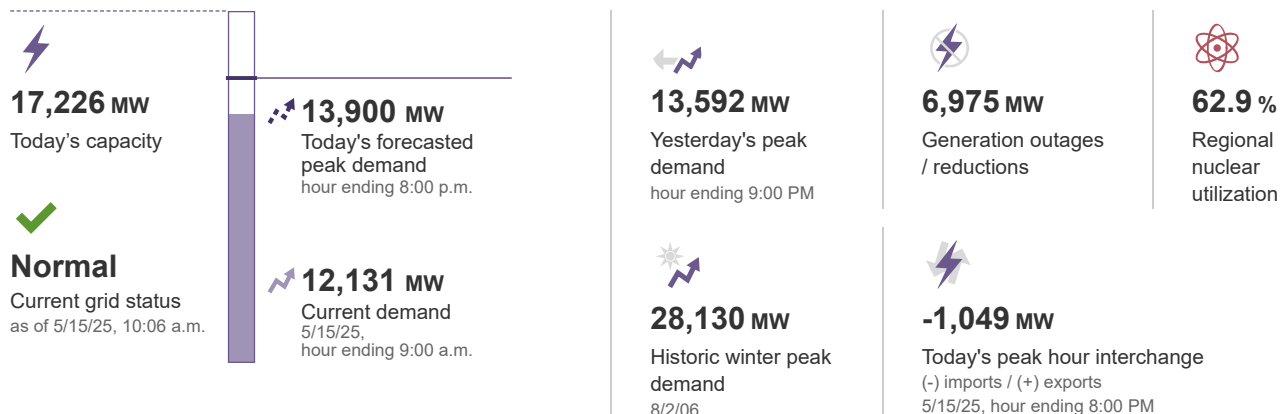 17,226 MW
Today's capacity
Normal
Current grid status
as of 5/15/25, 10:06 a.m.
13,900 MW
Today's forecasted
peak demand
hour ending 8:00 p.m.
12,131 MW
Current demand
5/15/25,
hour ending 9:00 a.m.
13,592 MW
Yesterday's peak
demand
hour ending 9:00 PM
6,975 MW
Generation outages
/ reductions
62.9 %
Regional
nuclear
utilization
28,130 MW
Historic winter peak
demand
8/2/06
-1,049 MW
Today's peak hour interchange
(-) imports / (+) exports
5/15/25, hour ending 8:00 PM